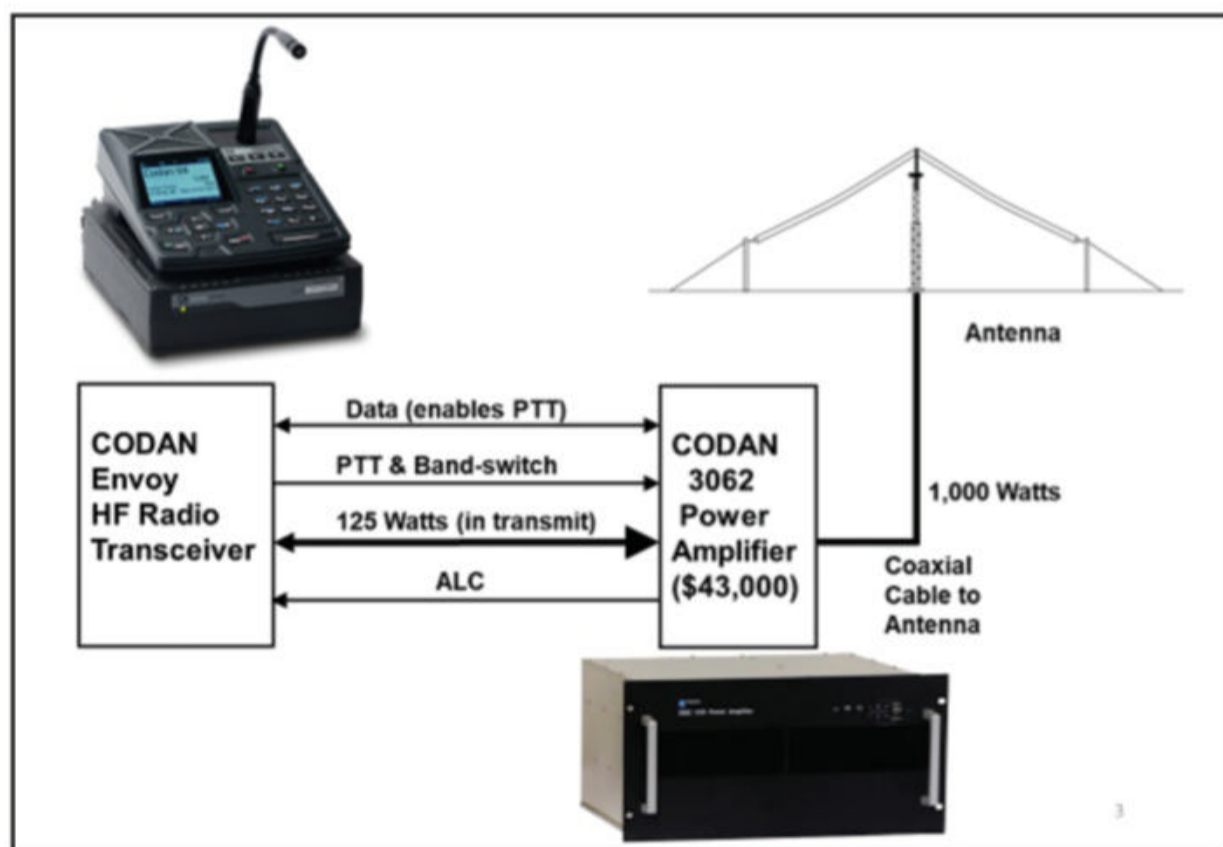 Antenna
CODAN
Envoy
HF Radio
Transceiver
Data (enables PTT)
PTT & Band-switch
125 Watts (in transmit)
ALC
CODAN
3062
Power
Amplifier
($43,000)
1,000 Watts
Coaxial
Cable to
Antenna
3